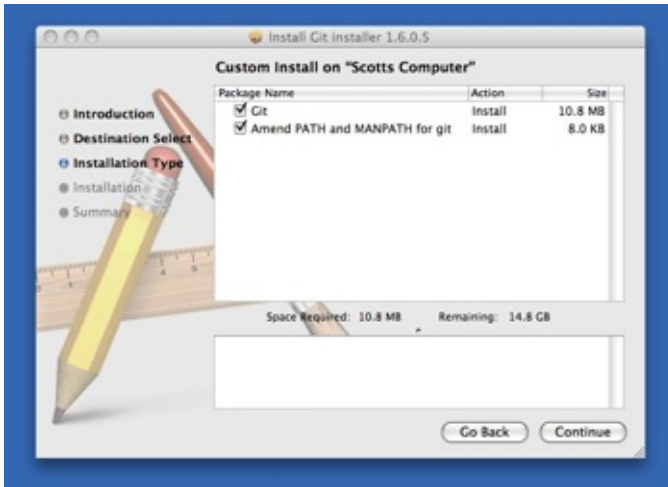 Install Git installer 1.6.0.5
Custom Install on "Scotts Computer"
Introduction
Destination Select
Installation Type
Installation
Summary
Package Name Action Size
Git Install 10.8 MB
Amend PATH and MANPATH for git Install 8.0 KB
Space Required: 10.8 MB Remaining: 14.8 GB
Go Back Continue